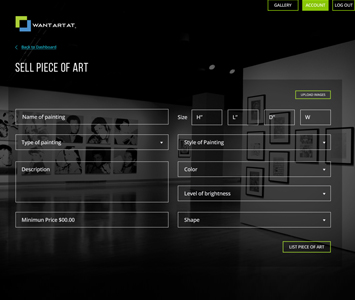 GALLERY ACCOUNT LOG OUT
WANTARTAT.
< Back to Dashboard
SELL PIECE OF ART
UPLOAD IMAGES
Name of painting Size H" L" D" W
Type of painting Style of Painting
Description Color
Level of brightness
Minimun Price $00.00 Shape
LIST PIECE OF ART